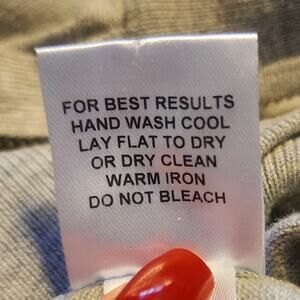 FOR BEST RESULTS
HAND WASH COOL
LAY FLAT TO DRY
OR DRY CLEAN
WARM IRON
DO NOT BLEACH